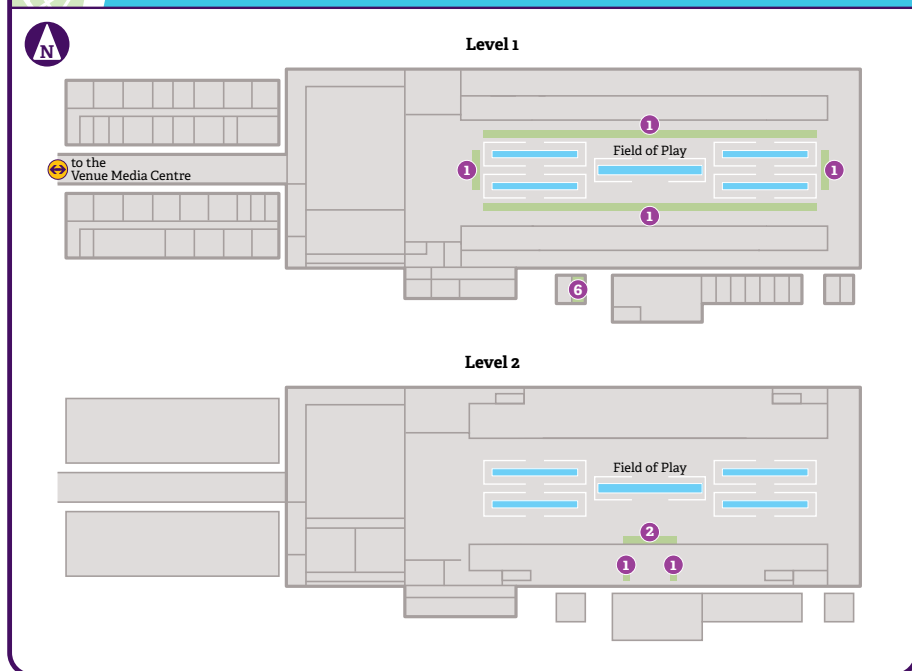 N
Level 1
1
Field of Play
1
1
to the
Venue Media Centre
1
6
Level 2
Field of Play
2
1
1